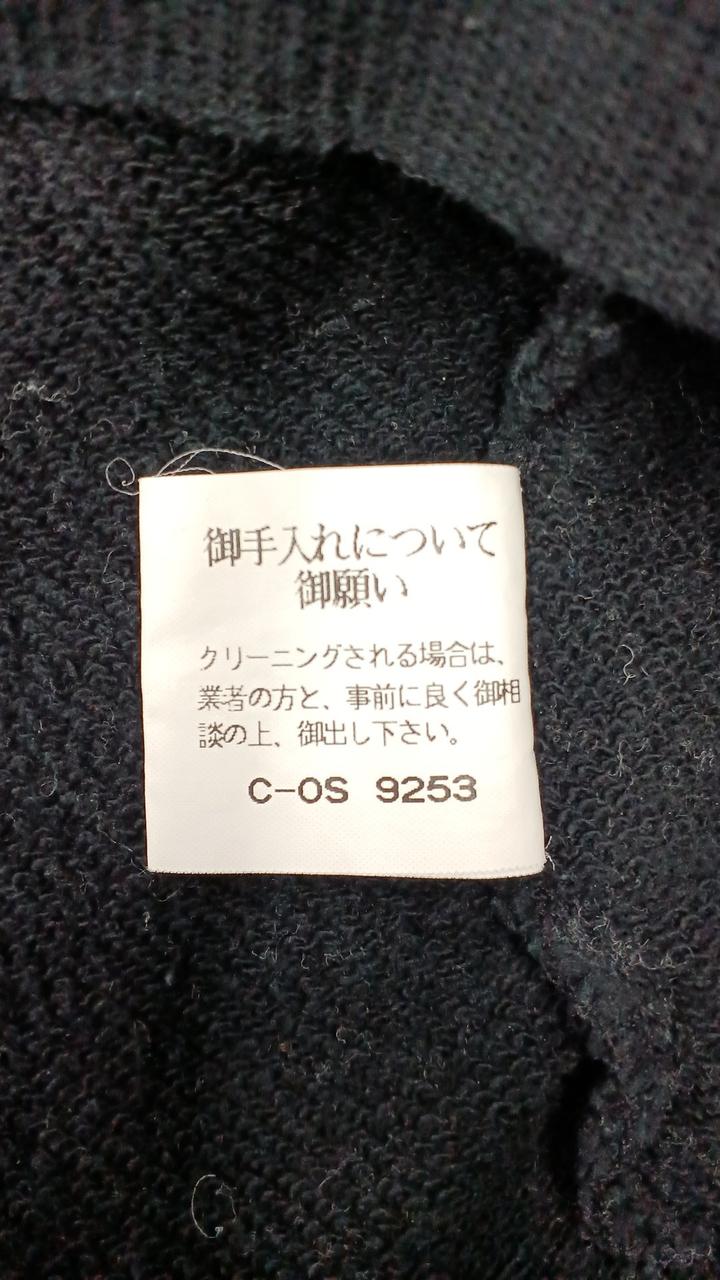 御手入れについて
御願い
クリーニングされる場合は、
業者の方と、事前に良く御相
談の上、御出し下さい。
C-OS 9253